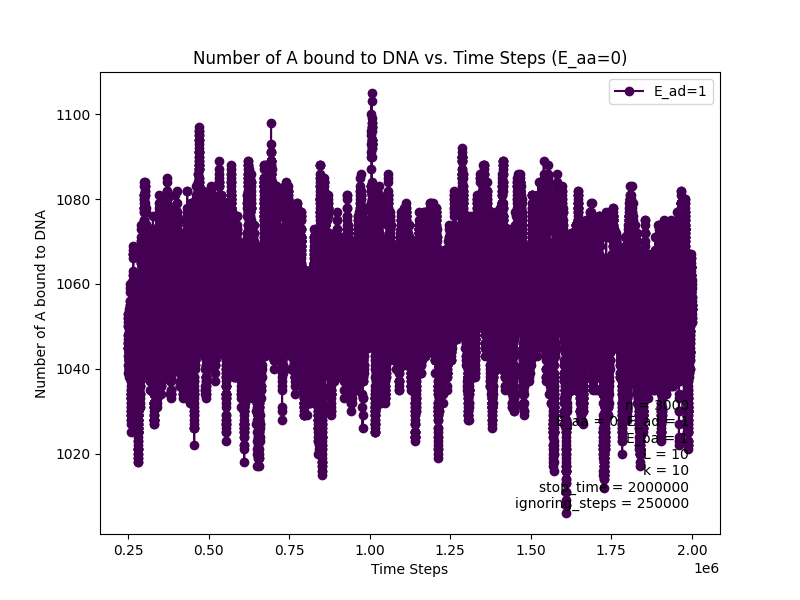 Number of A bound to DNA vs. Time Steps (E_aa=0)
E_ad=1
Number of A bound to DNA
1100
1080
1060
1040
1020
= 3000
= 10
k = 10
stop_time = 2000000
ignoring_steps = 250000
0.25
0.50
0.75
1.00
1.25
1.50
1.75
2.00
1e6
Time Steps